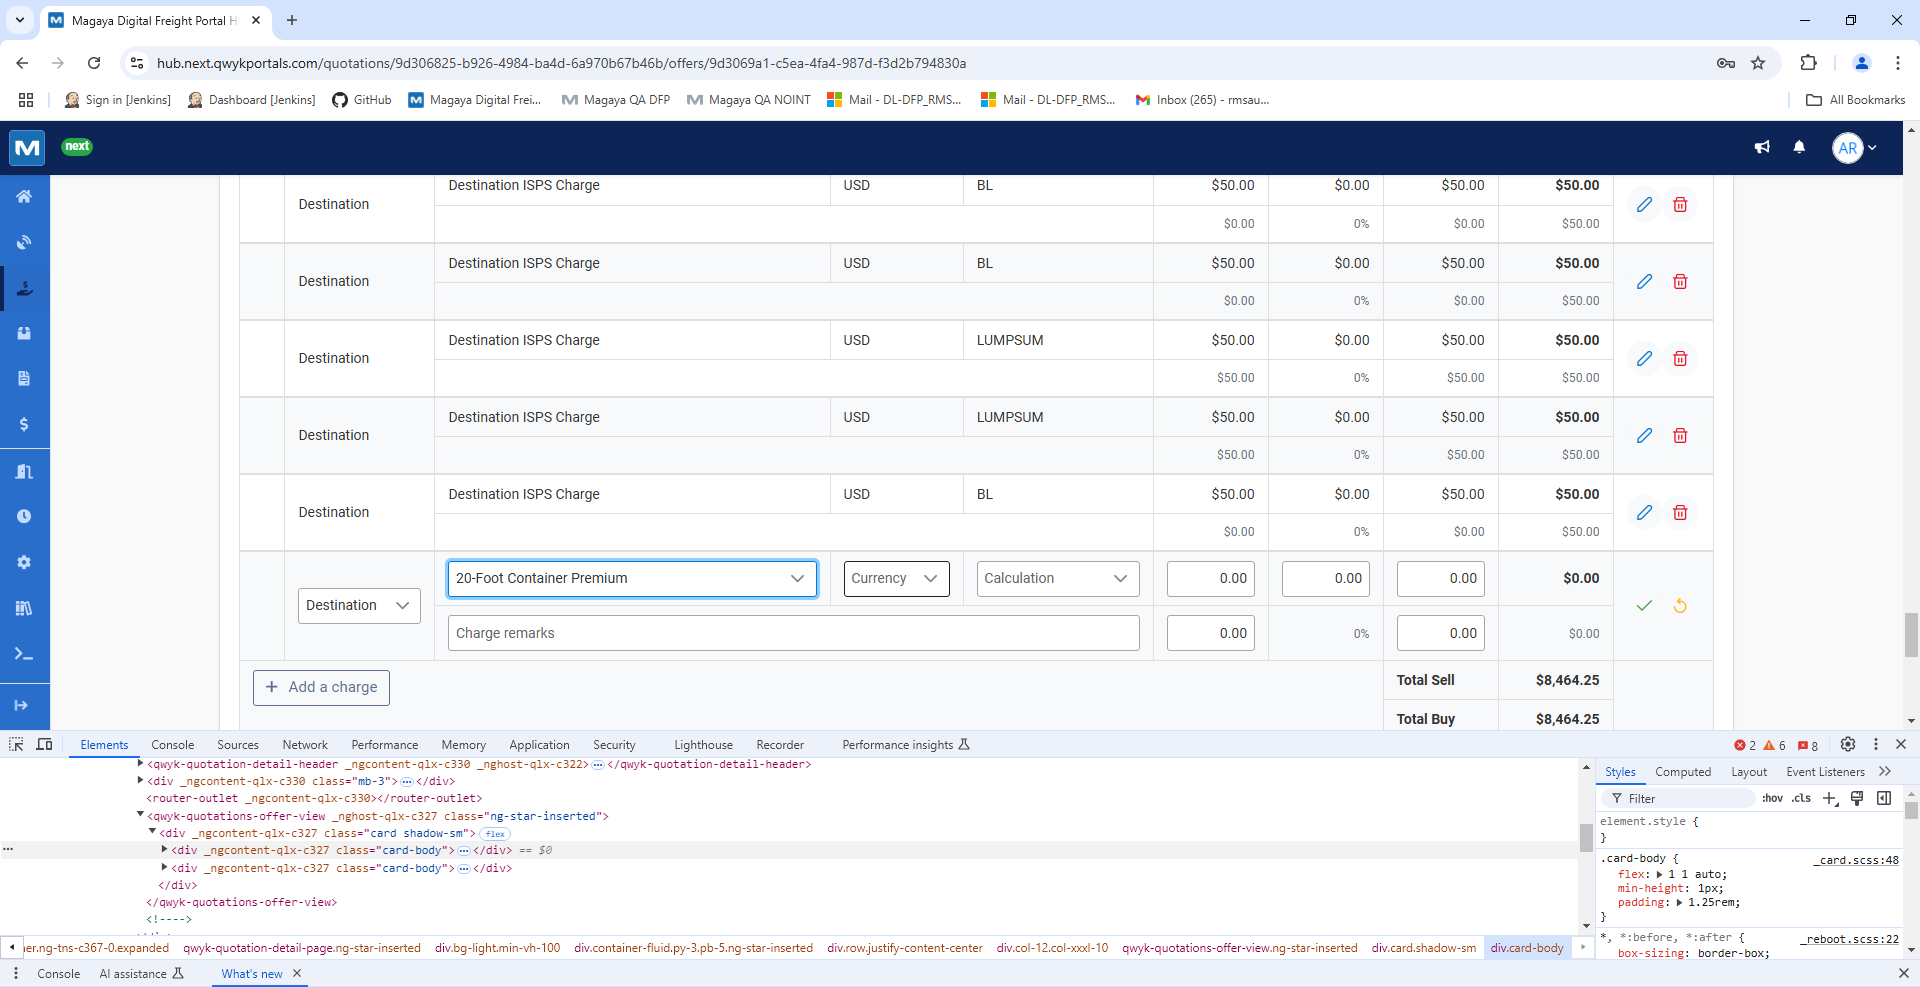 Magaya Digital Freight Portal H
hub.next.qwykportals.com/quotations/9d306825-b926-4984-ba4d-6a970b67b46b/offers/9d3069a1-c5ea-4fa4-987d-f3d2b794830a
Sign in [Jenkins] Dashboard [Jenkins] GitHub Magaya Digital Frei... Magaya QA DFP Magaya QA NOINT Mail - DL-DFP_RMS... Mail - DL-DFP_RMS... Inbox (265) - rmsau... All Bookmarks
next AR
Destination Destination ISPS Charge USD BL $50.00 $0.00 $50.00 $50.00
$0.00 0% $0.00 $50.00
Destination Destination ISPS Charge USD BL $50.00 $0.00 $50.00 $50.00
$0.00 0% $0.00 $50.00
Destination Destination ISPS Charge USD LUMPSUM $50.00 $0.00 $50.00 $50.00
$50.00 0% $50.00 $50.00
Destination Destination ISPS Charge USD LUMPSUM $50.00 $0.00 $50.00 $50.00
$50.00 0% $50.00 $50.00
Destination Destination ISPS Charge USD BL $50.00 $0.00 $50.00 $50.00
$0.00 0% $0.00 $50.00
Destination 20-Foot Container Premium Currency Calculation 0.00 0.00 0.00 $0.00
Charge remarks 0.00 0% 0.00 $0.00
+ Add a charge Total Sell $8,464.25
Total Buy $8,464.25
Elements Console Sources Network Performance Memory Application Security Lighthouse Recorder Performance insights 2 6 8
<qwyk-quotation-detail-header _ngcontent-qlx-c330 _nghost-qlx-c322>…</qwyk-quotation-detail-header>
<div _ngcontent-qlx-c330 class="mb-3">…</div>
<router-outlet _ngcontent-qlx-c330></router-outlet>
<qwyk-quotations-offer-view _nghost-qlx-c327 class="ng-star-inserted">
<div _ngcontent-qlx-c327 class="card shadow-sm"> flex
<div _ngcontent-qlx-c327 class="card-body">…</div> == $0
<div _ngcontent-qlx-c327 class="card-body">…</div>
</div>
</qwyk-quotations-offer-view>
<!---->
ner.ng-tns-c367-0.expanded qwyk-quotation-detail-page.ng-star-inserted div.bg-light.min-vh-100 div.container-fluid.py-3.pb-5.ng-star-inserted div.row.justify-content-center div.col-12.col-xxxl-10 qwyk-quotations-offer-view.ng-star-inserted div.card.shadow-sm div.card-body
Styles Computed Layout Event Listeners
Filter :hov .cls
element.style {
}
.card-body { _card.scss:48
flex: 1 1 auto;
min-height: 1px;
padding: 1.25rem;
}
*, *:before, *:after { _reboot.scss:22
box-sizing: border-box;
Console AI assistance What's new